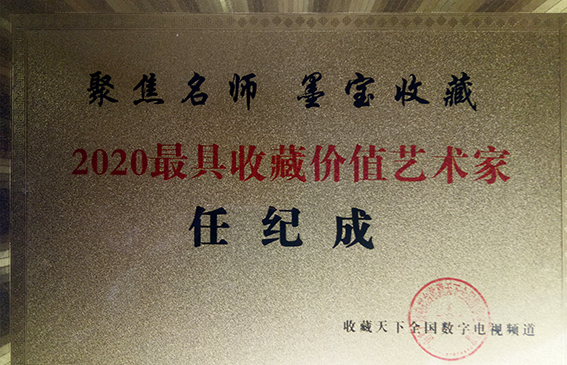 聚焦名师 墨宝收藏
2020最具收藏价值艺术家
任纪成
收藏天下全国数字电视频道